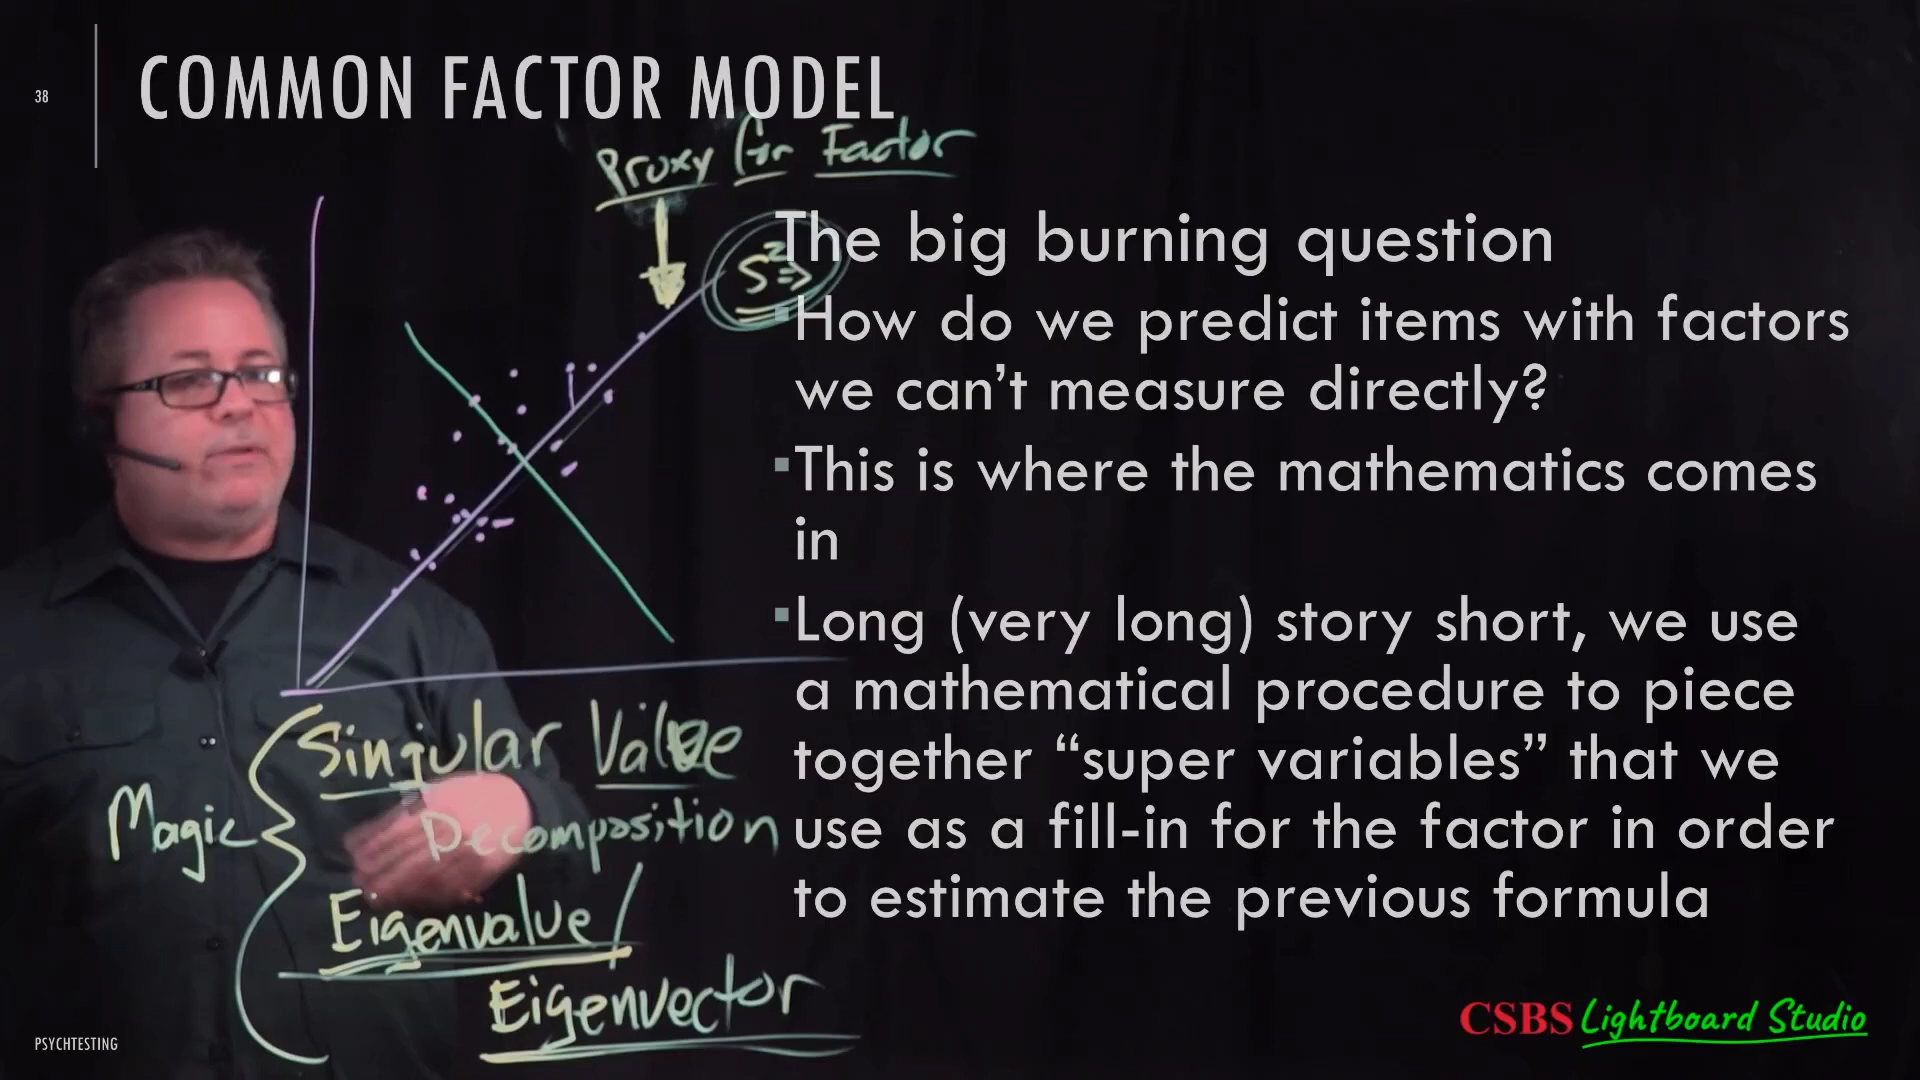 38
COMMON FACTOR MODEL
Proxy for Factor
S²⇒
The big burning question
▪How do we predict items with factors
we can't measure directly?
▪This is where the mathematics comes
in
▪Long (very long) story short, we use
a mathematical procedure to piece
together “super variables” that we
use as a fill-in for the factor in order
to estimate the previous formula
Magic
Singular Value
Decomposition
Eigenvalue/
Eigenvector
PSYCHTESTING
CSBS Lightboard Studio